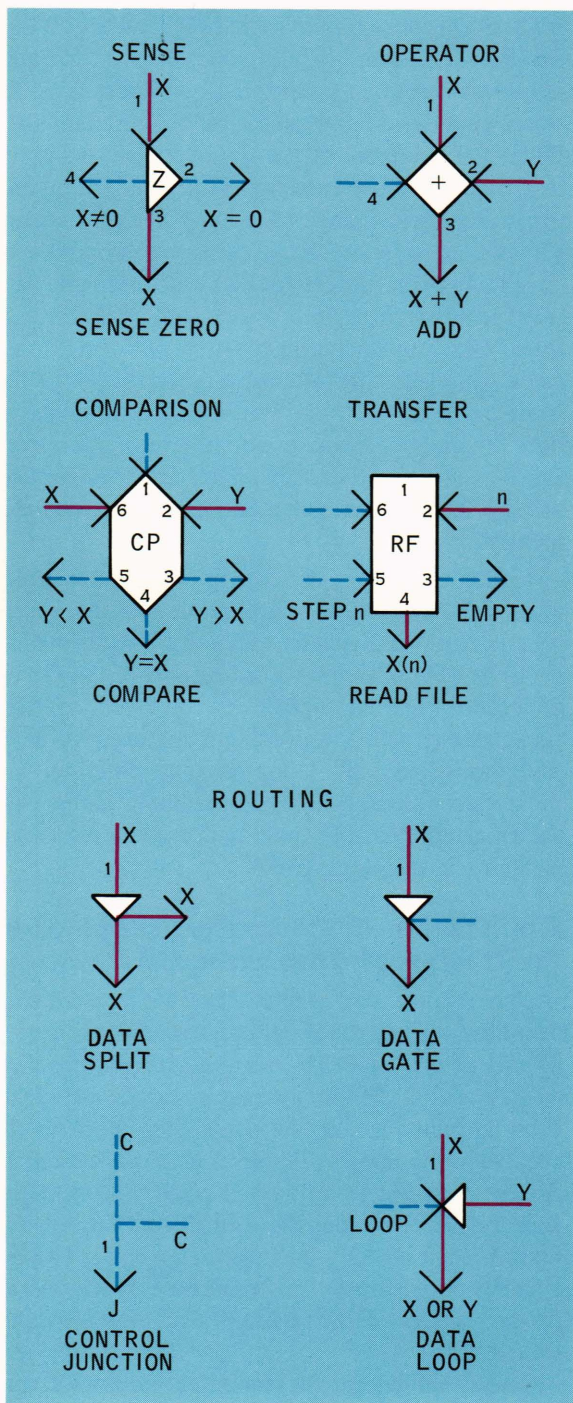 SENSE
X
1
4
Z
2
X≠0
3
X = 0
X
SENSE ZERO
OPERATOR
X
1
2
Y
+
4
3
X + Y
ADD
COMPARISON
1
X
Y
6
2
CP
5
3
4
Y < X
Y > X
Y=X
COMPARE
TRANSFER
1
n
6
2
RF
5
3
STEP n
4
EMPTY
X(n)
READ FILE
ROUTING
X
1
X
X
DATA
SPLIT
X
1
X
DATA
GATE
C
1
C
J
CONTROL
JUNCTION
X
1
Y
LOOP
X OR Y
DATA
LOOP